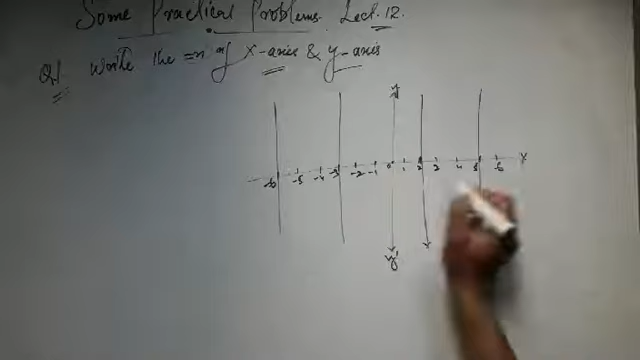 Some Practical Problems. Lect. 12.
Q1 Write the =n of x-axis & y-axis
y
-6 -5 -4 -3 -2 -1 0 1 2 3 4 5 6 x
y'